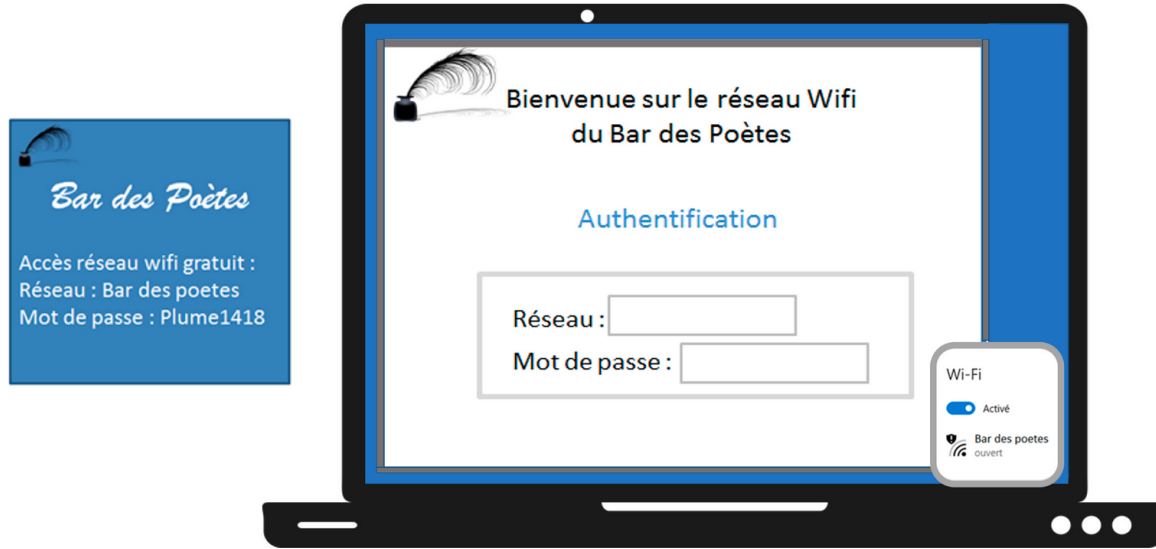 Bar des Poètes
Accès réseau wifi gratuit :
Réseau : Bar des poetes
Mot de passe : Plume1418
Bienvenue sur le réseau Wifi
du Bar des Poètes
Authentification
Réseau :
Mot de passe :
Wi-Fi
Activé
Bar des poetes
ouvert